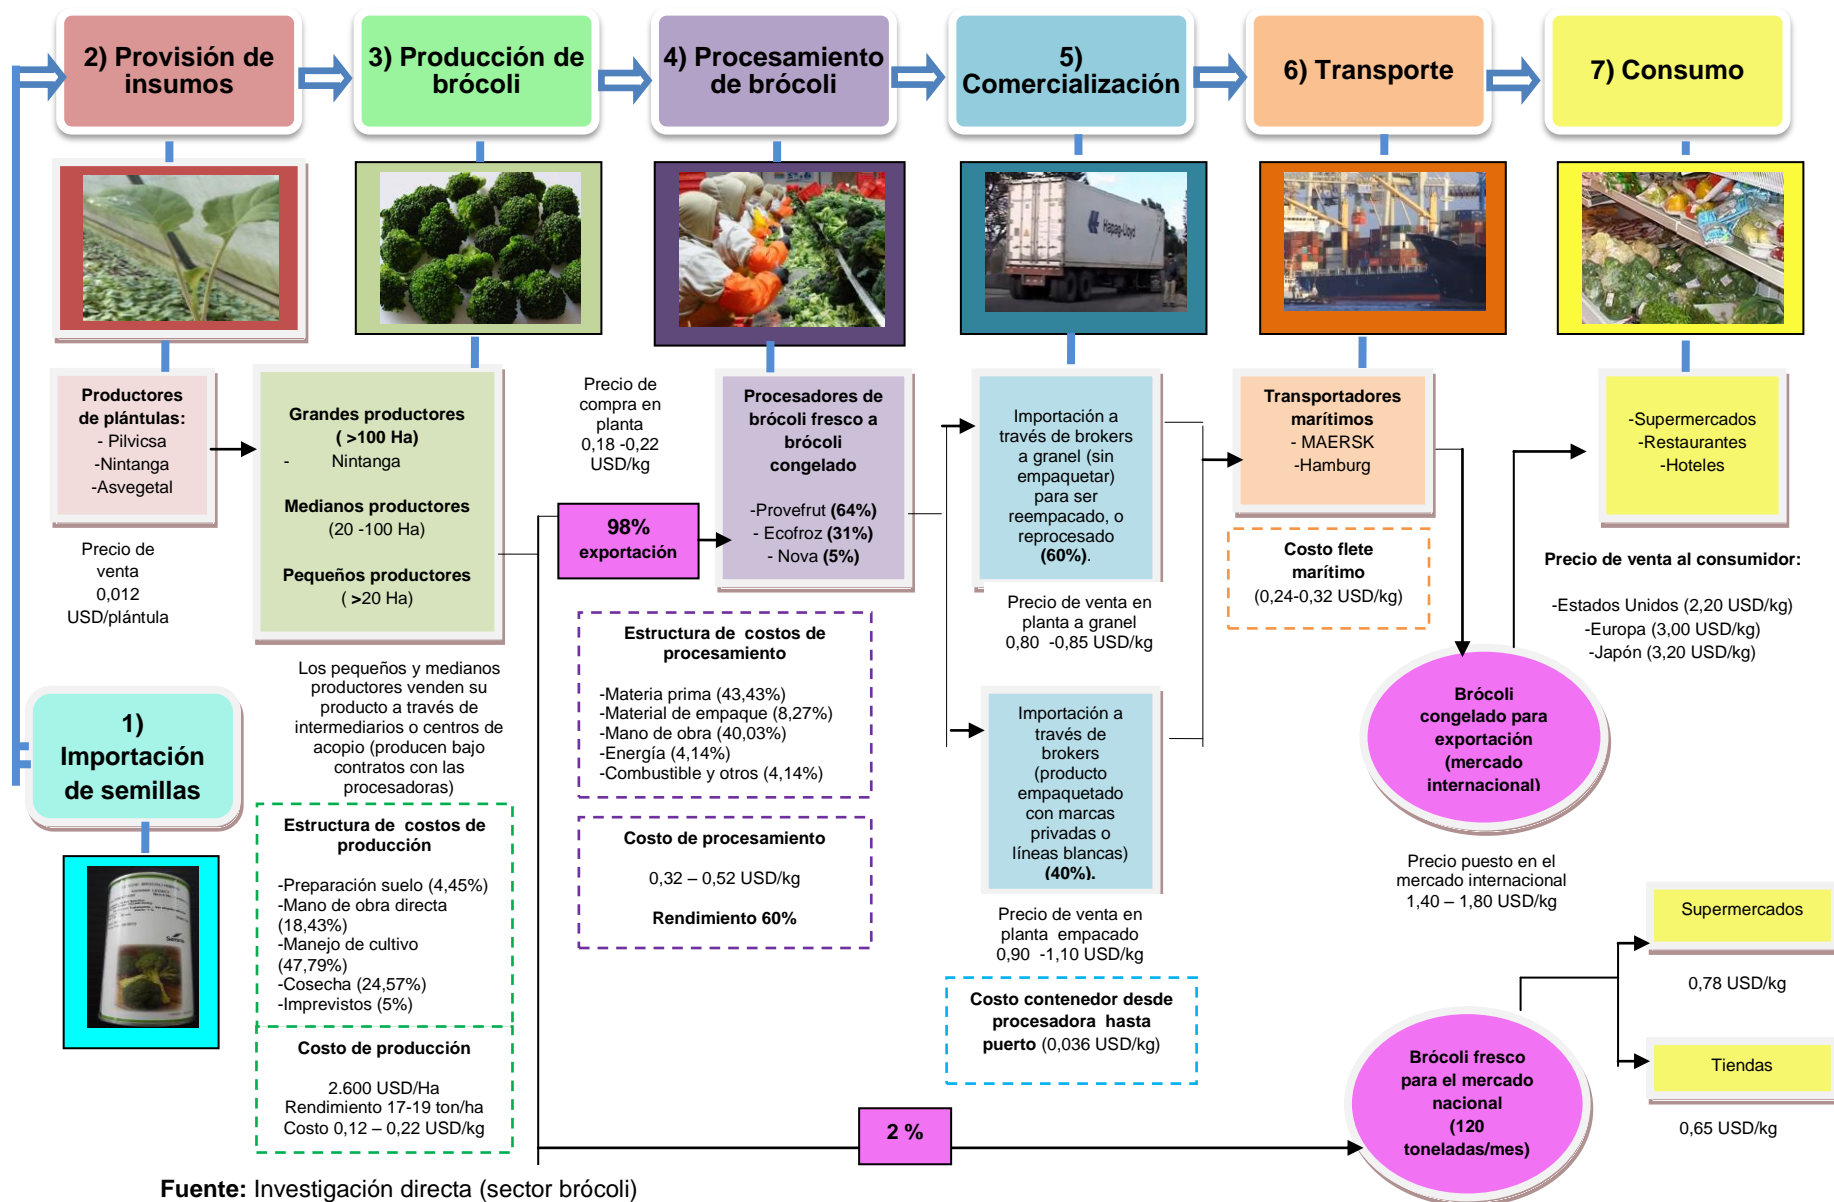 2) Provisión de
insumos
3) Producción de
brócoli
4) Procesamiento
de brócoli
5)
Comercialización
6) Transporte
7) Consumo
Hapag-Lloyd
Productores
de plántulas:
- Pilvicsa
-Nintanga
-Asvegetal
Precio de
venta
0,012
USD/plántula
Grandes productores
( >100 Ha)
- Nintanga
Medianos productores
(20 -100 Ha)
Pequeños productores
( >20 Ha)
Los pequeños y medianos
productores venden su
producto a través de
intermediarios o centros de
acopio (producen bajo
contratos con las
procesadoras)
1)
Importación
de semillas
Estructura de costos de
producción
-Preparación suelo (4,45%)
-Mano de obra directa
(18,43%)
-Manejo de cultivo
(47,79%)
-Cosecha (24,57%)
-Imprevistos (5%)
Costo de producción
2.600 USD/Ha
Rendimiento 17-19 ton/ha
Costo 0,12 – 0,22 USD/kg
Precio de
compra en
planta
0,18 -0,22
USD/kg
98%
exportación
Procesadores de
brócoli fresco a
brócoli
congelado
-Provefrut (64%)
- Ecofroz (31%)
- Nova (5%)
Estructura de costos de
procesamiento
-Materia prima (43,43%)
-Material de empaque (8,27%)
-Mano de obra (40,03%)
-Energía (4,14%)
-Combustible y otros (4,14%)
Costo de procesamiento
0,32 – 0,52 USD/kg
Rendimiento 60%
Importación a
través de brokers
a granel (sin
empaquetar)
para ser
reempacado, o
reprocesado
(60%).
Precio de venta en
planta a granel
0,80 -0,85 USD/kg
Importación a
través de
brokers
(producto
empaquetado
con marcas
privadas o
líneas blancas)
(40%).
Precio de venta en
planta empacado
0,90 -1,10 USD/kg
Costo contenedor desde
procesadora hasta
puerto (0,036 USD/kg)
Transportadores
marítimos
- MAERSK
-Hamburg
Costo flete
marítimo
(0,24-0,32 USD/kg)
Brócoli
congelado para
exportación
(mercado
internacional)
Precio puesto en el
mercado internacional
1,40 – 1,80 USD/kg
-Supermercados
-Restaurantes
-Hoteles
Precio de venta al consumidor:
-Estados Unidos (2,20 USD/kg)
-Europa (3,00 USD/kg)
-Japón (3,20 USD/kg)
2 %
Brócoli fresco
para el mercado
nacional
(120
toneladas/mes)
Supermercados
0,78 USD/kg
Tiendas
0,65 USD/kg
Fuente: Investigación directa (sector brócoli)